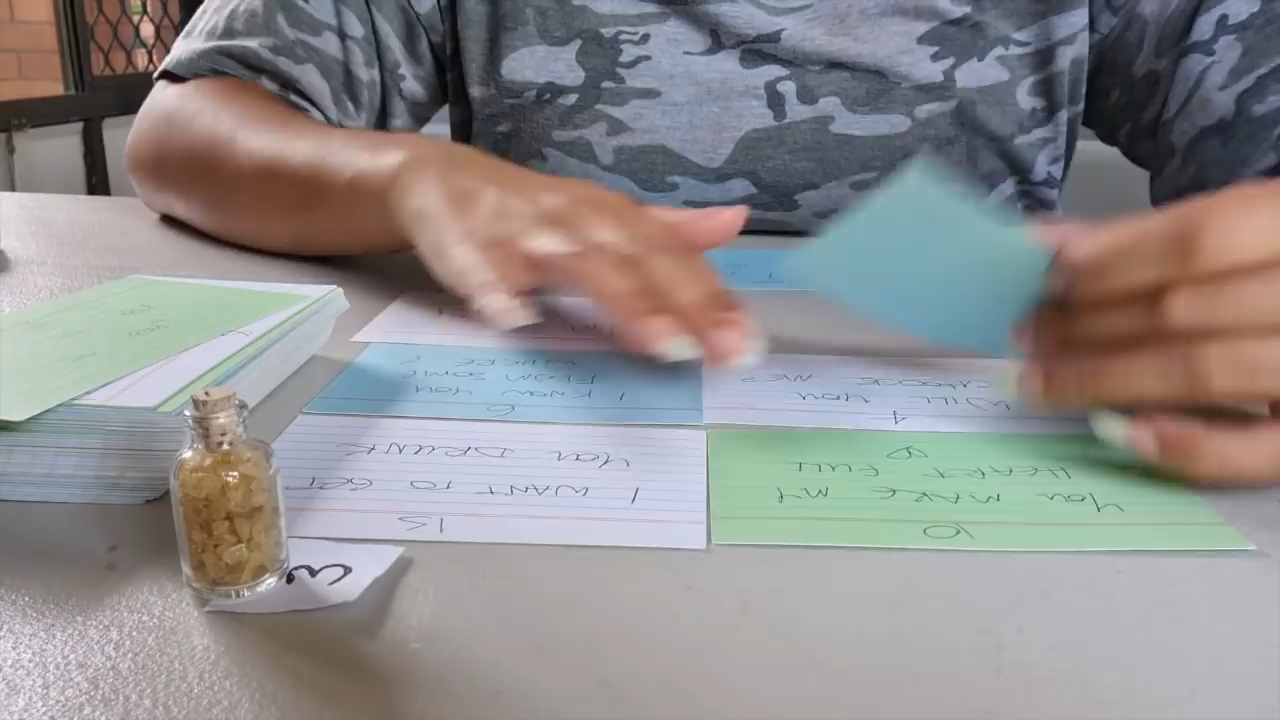 6
I KNOW YOU
FROM SOME
WHERE ?
4
WILL YOU
CHOOSE ME?
15
I WANT TO GET
YOU DRUNK
10
YOU MAKE MY
HEART FULL
3